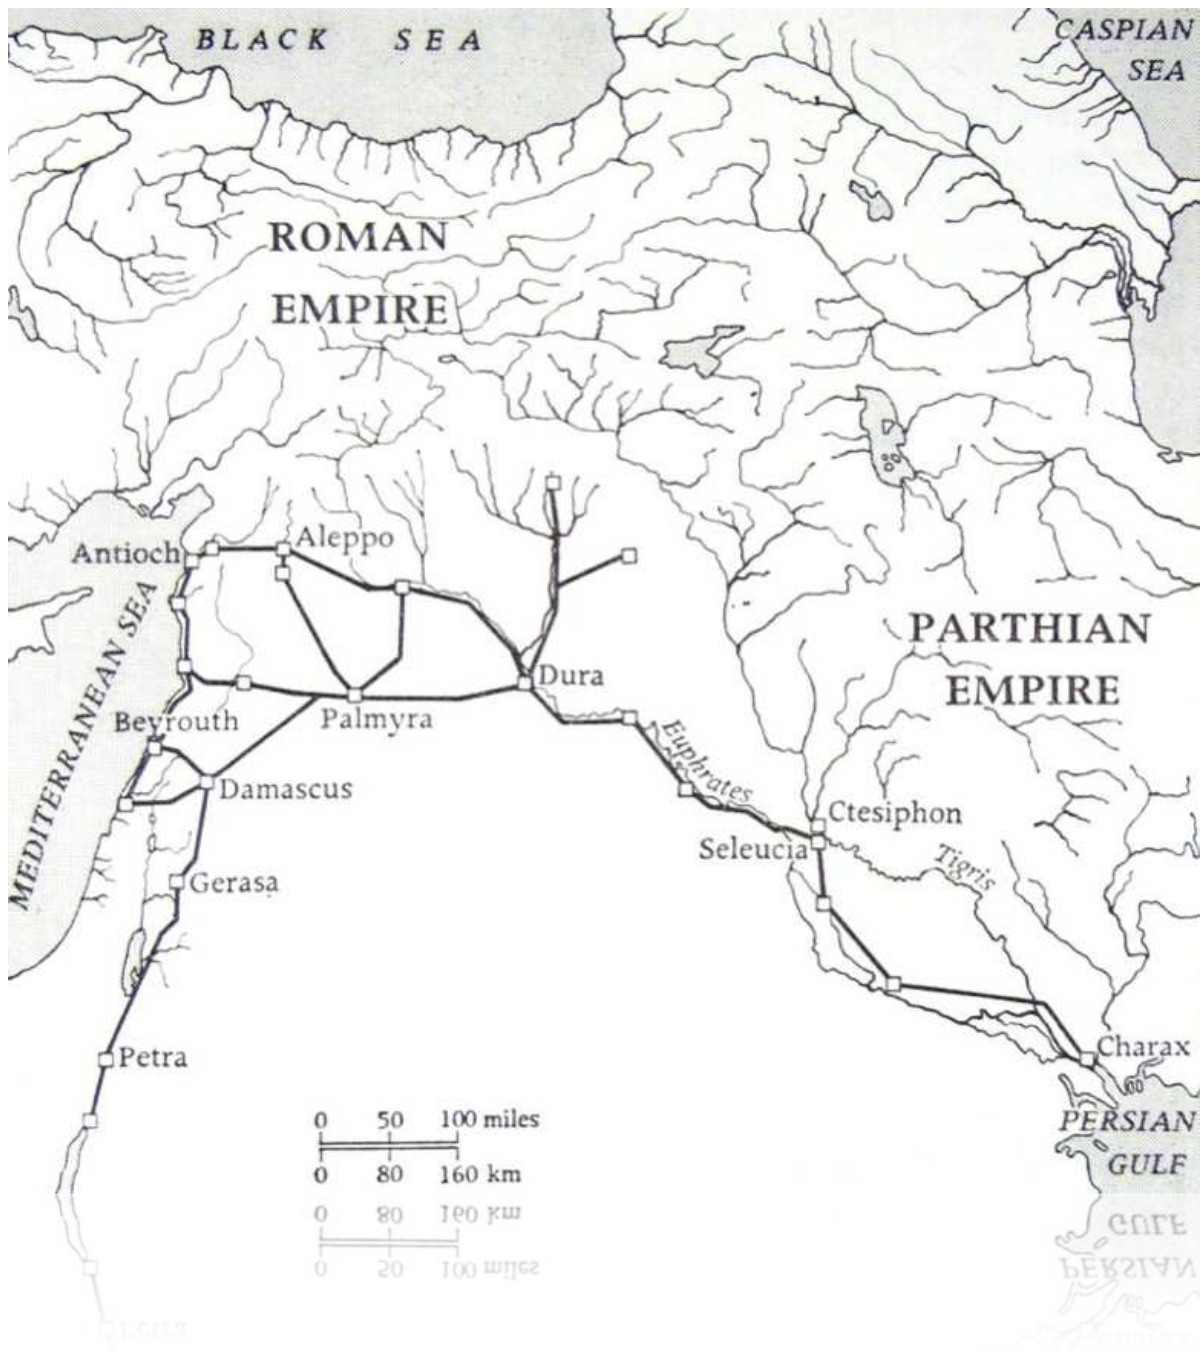 BLACK SEA
CASPIAN
SEA
ROMAN
EMPIRE
Antioch
Aleppo
MEDITERRANEAN SEA
PARTHIAN
EMPIRE
Dura
Beyrouth
Palmyra
Euphrates
Damascus
Ctesiphon
Seleucia
Tigris
Gerasa
Petra
Charax
0 50 100 miles
0 80 160 km
PERSIAN
GULF